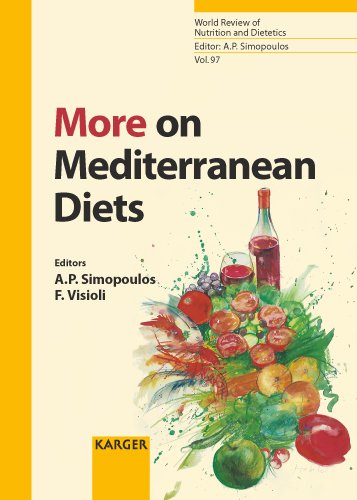 World Review of
Nutrition and Dietetics
Editor: A.P. Simopoulos
Vol. 97
More on
Mediterranean
Diets
Editors
A.P. Simopoulos
F. Visioli
KARGER